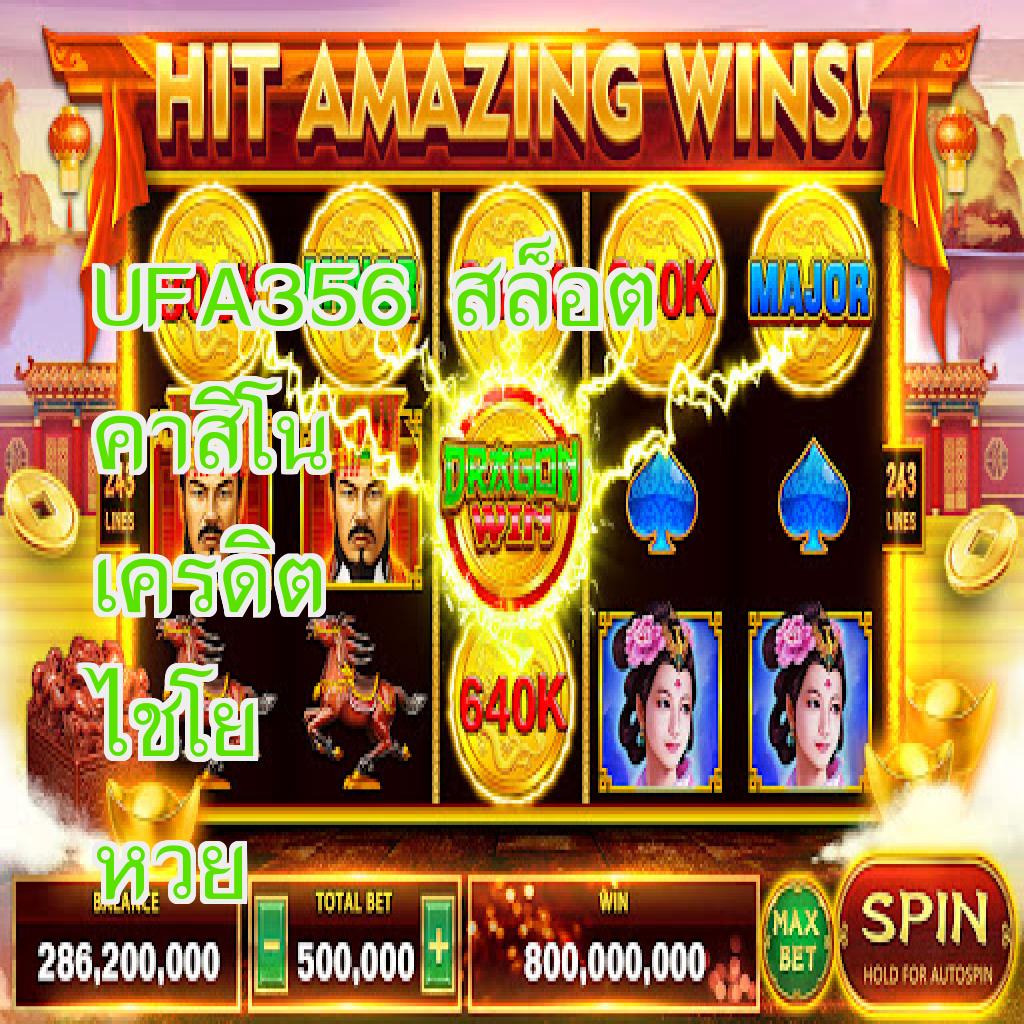 HIT AMAZING WINS!
UFA356 สล็อต
MAJOR
คาสิโน
DRAGON
WIN
243
LINES
243
LINES
เครดิต
ไชโย
640K
หวย
BALANCE
286,200,000
TOTAL BET
- 500,000 +
WIN
800,000,000
MAX
BET
SPIN
HOLD FOR AUTOSPIN